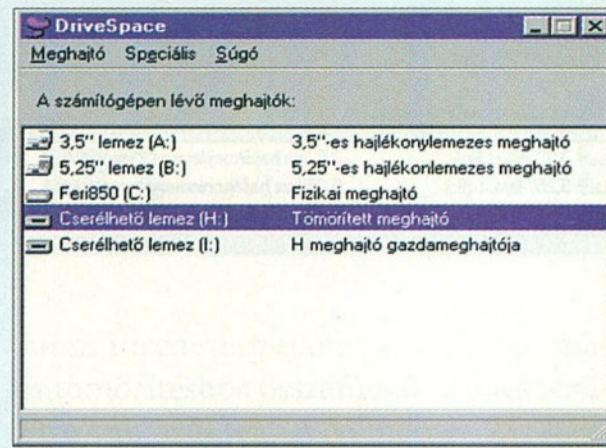 DriveSpace
Meghajtó Speciális Súgó
A számítógépen lévő meghajtók:
3,5'' lemez (A:) 3,5''-es hajlékonylemezes meghajtó
5,25'' lemez (B:) 5,25''-es hajlékonlemezes meghajtó
Feri850 (C:) Fizikai meghajtó
Cserélhető lemez (H:) Tömörített meghajtó
Cserélhető lemez (I:) H meghajtó gazdameghajtója